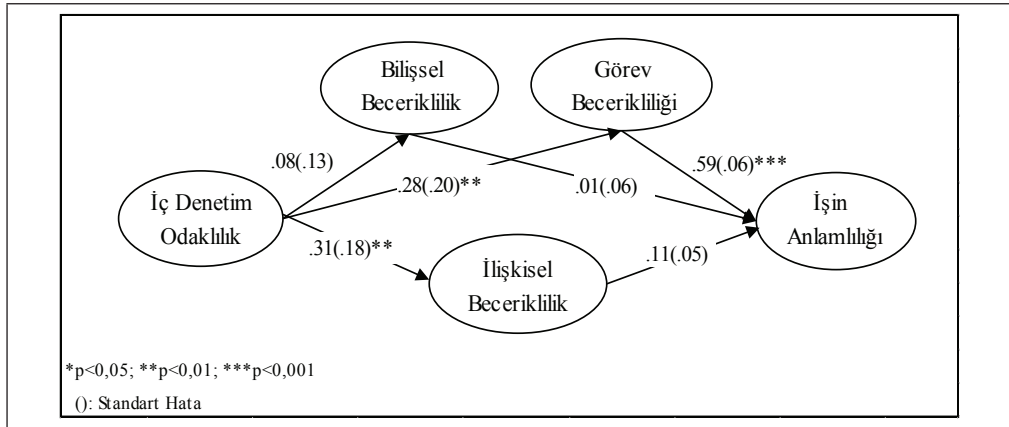 Bilişsel
Beceriklilik
Görev
Becerikliliği
.08(.13)
.28(.20)**
.01(.06)
.59(.06)***
İç Denetim
Odaklılık
İşin
Anlamlılığı
.31(.18)**
.11(.05)
İlişkisel
Beceriklilik
*p<0,05; **p<0,01; ***p<0,001
(): Standart Hata